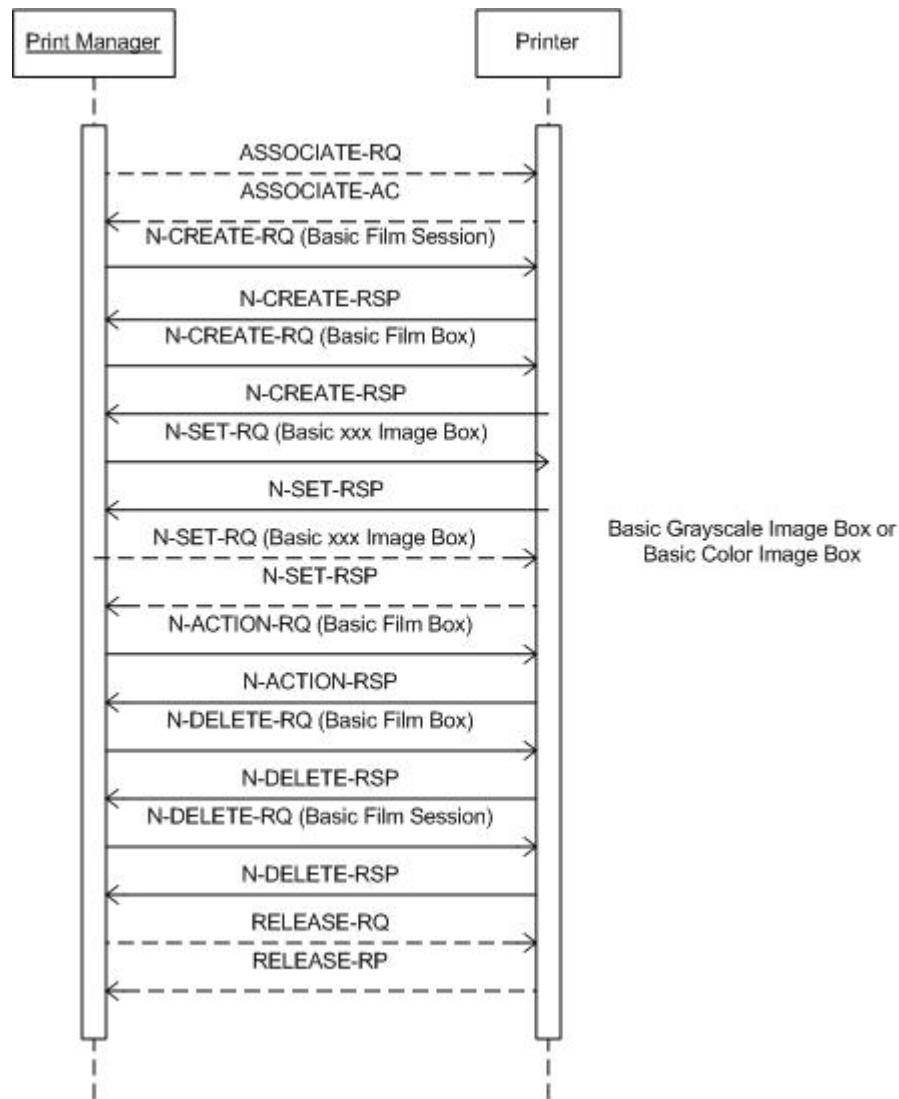 Print Manager
Printer
ASSOCIATE-RQ
ASSOCIATE-AC
N-CREATE-RQ (Basic Film Session)
N-CREATE-RSP
N-CREATE-RQ (Basic Film Box)
N-CREATE-RSP
N-SET-RQ (Basic xxx Image Box)
N-SET-RSP
N-SET-RQ (Basic xxx Image Box)
Basic Grayscale Image Box or
Basic Color Image Box
N-SET-RSP
N-ACTION-RQ (Basic Film Box)
N-ACTION-RSP
N-DELETE-RQ (Basic Film Box)
N-DELETE-RSP
N-DELETE-RQ (Basic Film Session)
N-DELETE-RSP
RELEASE-RQ
RELEASE-RP